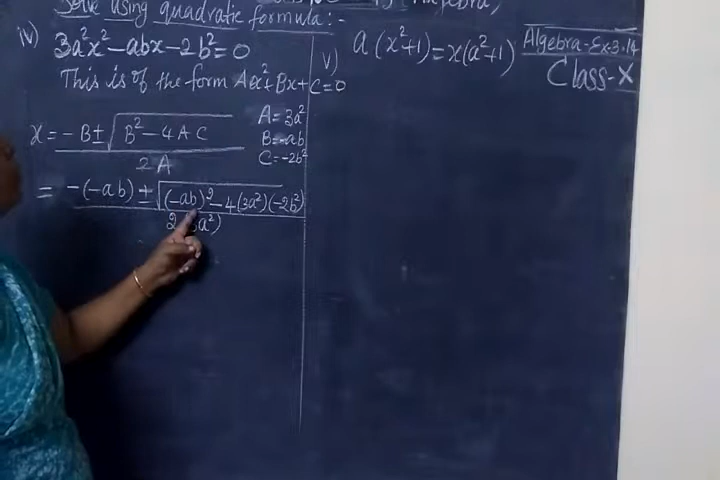 Solve using quadratic formula:-
iv) 3a²x² - abx - 2b² = 0
This is of the form Ax² + Bx + C = 0
A = 3a²
B = -ab
C = -2b²
x = -B ± √(B² - 4AC) / 2A
= -(-ab) ± √((-ab)² - 4(3a²)(-2b²)) / 2(3a²)
v) a(x²+1) = x(a²+1)
Algebra - Ex-3.14
Class-X